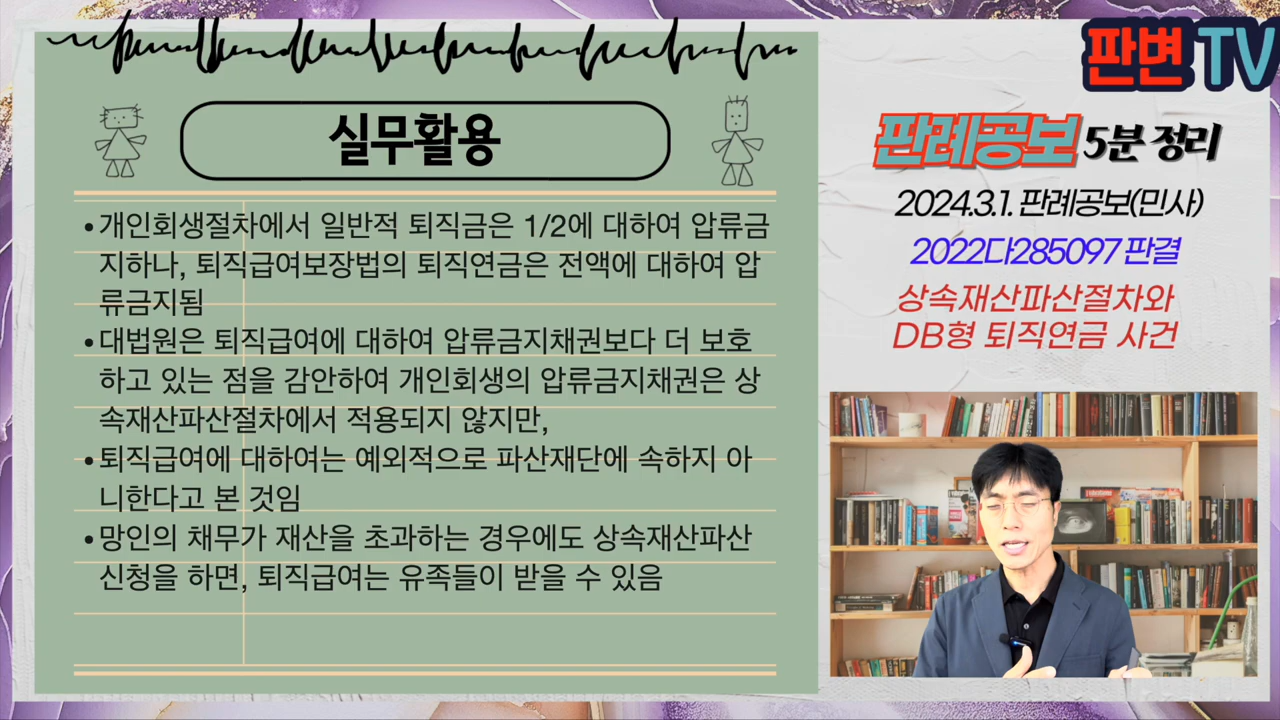 판변 TV
실무활용
•개인회생절차에서 일반적 퇴직금은 1/2에 대하여 압류금
지하나, 퇴직급여보장법의 퇴직연금은 전액에 대하여 압
류금지됨
•대법원은 퇴직급여에 대하여 압류금지채권보다 더 보호
하고 있는 점을 감안하여 개인회생의 압류금지채권은 상
속재산파산절차에서 적용되지 않지만,
•퇴직급여에 대하여는 예외적으로 파산재단에 속하지 아
니한다고 본 것임
•망인의 채무가 재산을 초과하는 경우에도 상속재산파산
신청을 하면, 퇴직급여는 유족들이 받을 수 있음
판례공보 5분 정리
2024.3.1. 판례공보(민사)
2022다285097 판결
상속재산파산절차와
DB형 퇴직연금 사건